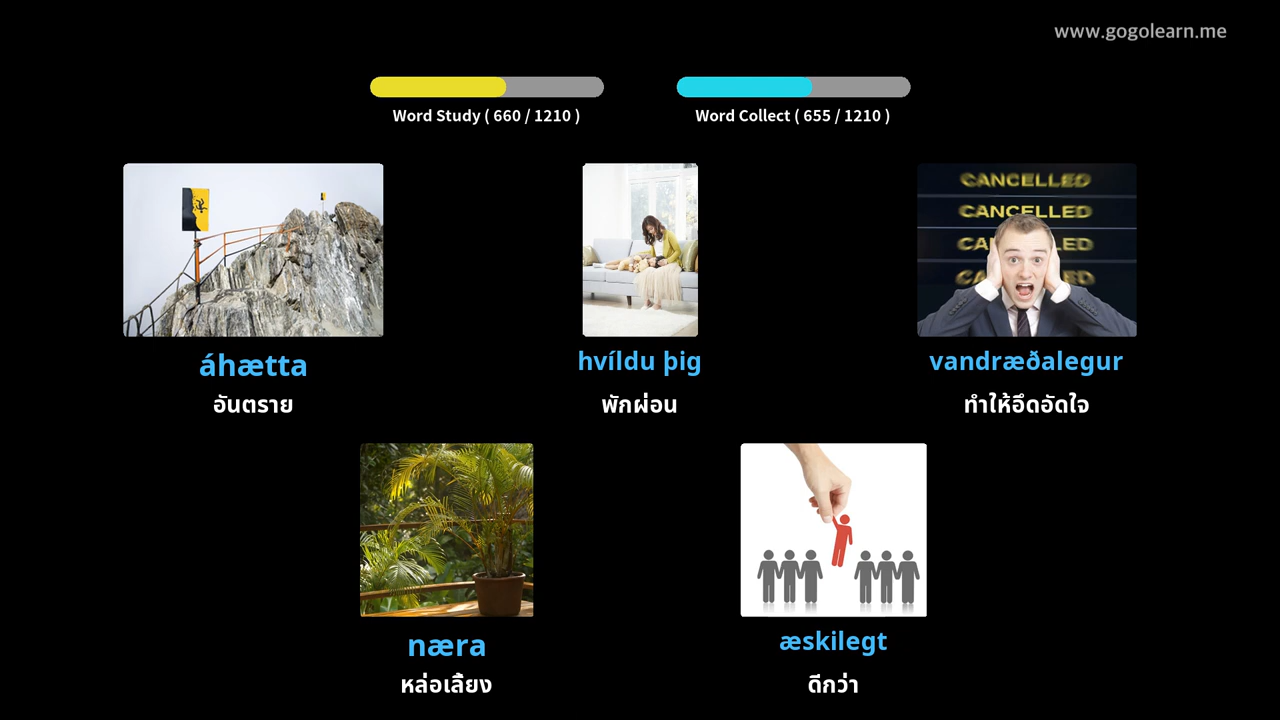 www.gogolearn.me
Word Study ( 660 / 1210 )
Word Collect ( 655 / 1210 )
CANCELLED
CANCELLED
áhætta
hvíldu þig
vandræðalegur
อันตราย
พักผ่อน
ทำให้อึดอัดใจ
næra
æskilegt
หล่อเลี้ยง
ดีกว่า